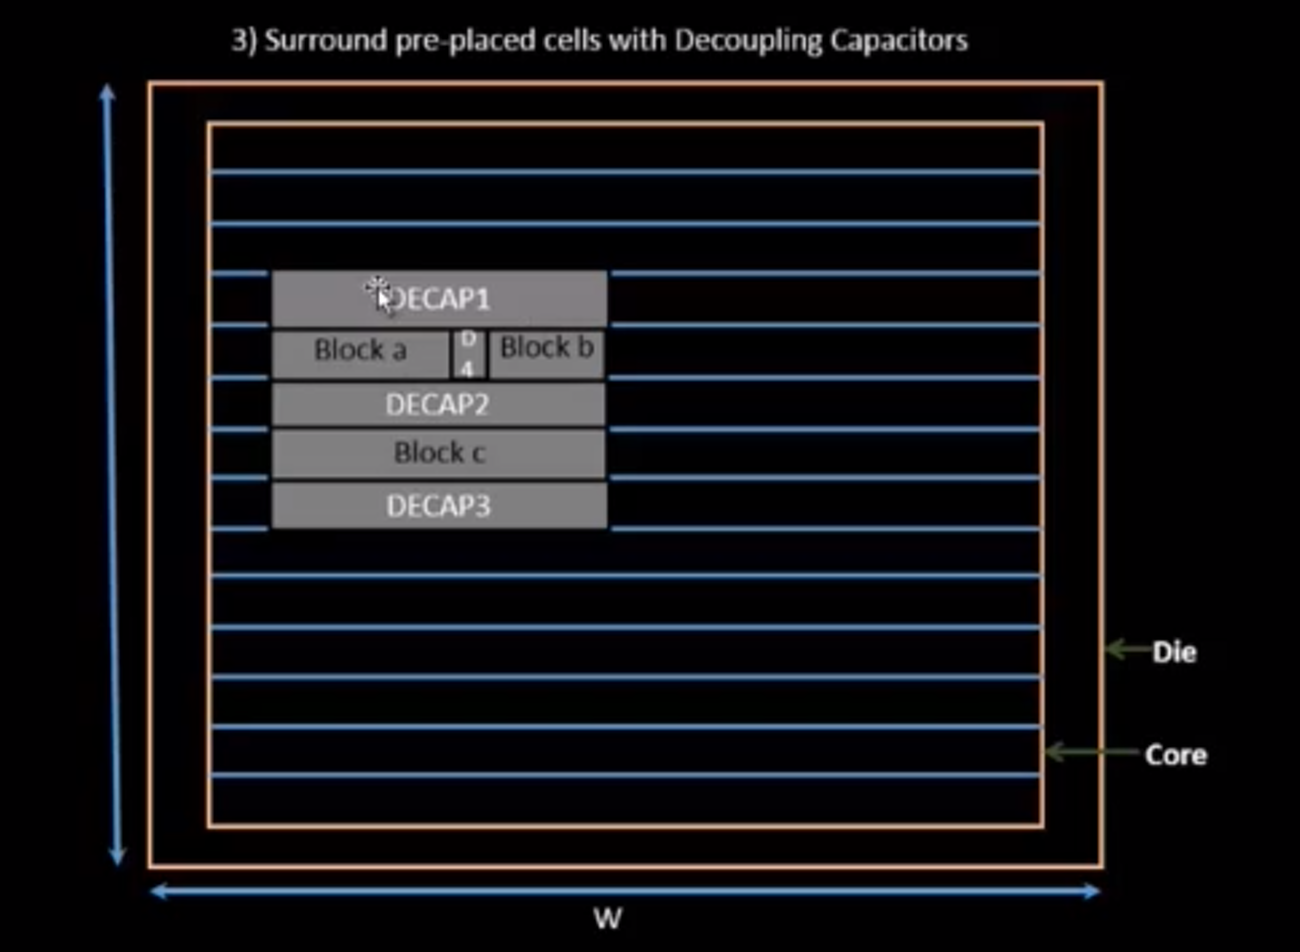 3) Surround pre-placed cells with Decoupling Capacitors
DECAP1
Block a
D
4
Block b
DECAP2
Block c
DECAP3
Die
Core
W